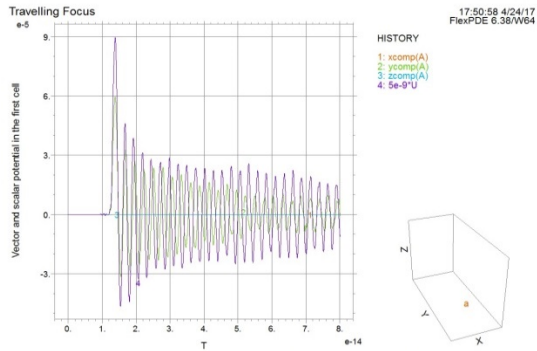 Travelling Focus
17:50:58 4/24/17
FlexPDE 6.38/W64
e-5
HISTORY
1: xcomp(A)
2: ycomp(A)
3: zcomp(A)
4: 5e-9*U
Vector and scalar potential in the first cell
9.
6.
3.
0.
-3.
0. 1. 2. 3. 4. 5. 6. 7. 8.
e-14
T
Z
Y
X
a